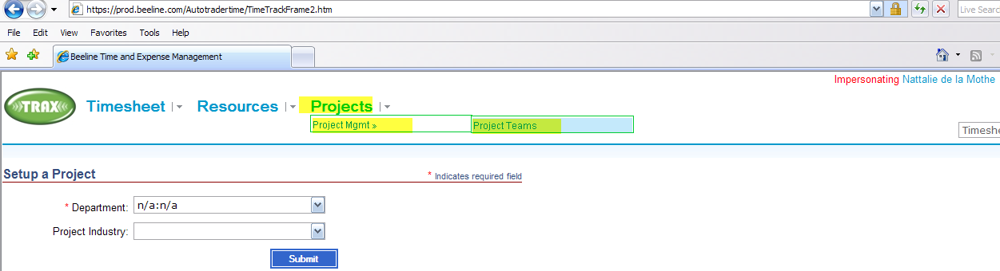 https://prod.beeline.com/Autotradertime/TimeTrackFrame2.htm
Live Searc
File Edit View Favorites Tools Help
Beeline Time and Expense Management
Impersonating Nattalie de la Mothe
TRAX Timesheet Resources Projects
Project Mgmt » Project Teams
Timeshe
Setup a Project * Indicates required field
* Department: n/a:n/a
Project Industry:
Submit